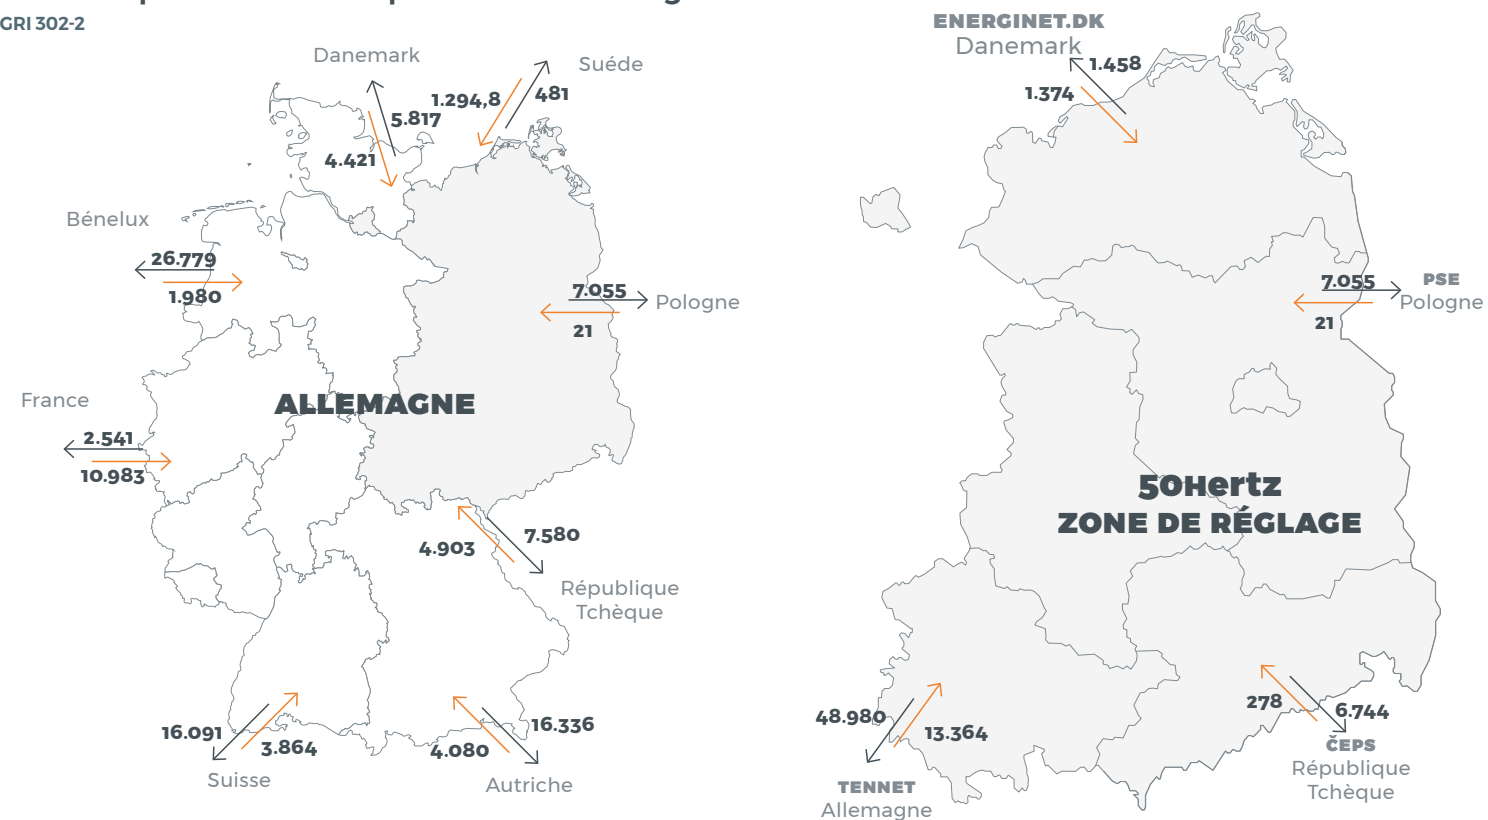 GRI 302-2
Danemark
Suéde
1.294,8
481
5.817
4.421
Bénelux
26.779
1.980
7.055
Pologne
21
France
ALLEMAGNE
2.541
10.983
4.903
7.580
République
Tchèque
16.091
3.864
Suisse
16.336
4.080
Autriche
ENERGINET.DK
Danemark
1.458
1.374
7.055
PSE
Pologne
21
50Hertz
ZONE DE RÉGLAGE
48.980
13.364
TENNET
Allemagne
278
6.744
ČEPS
République
Tchèque